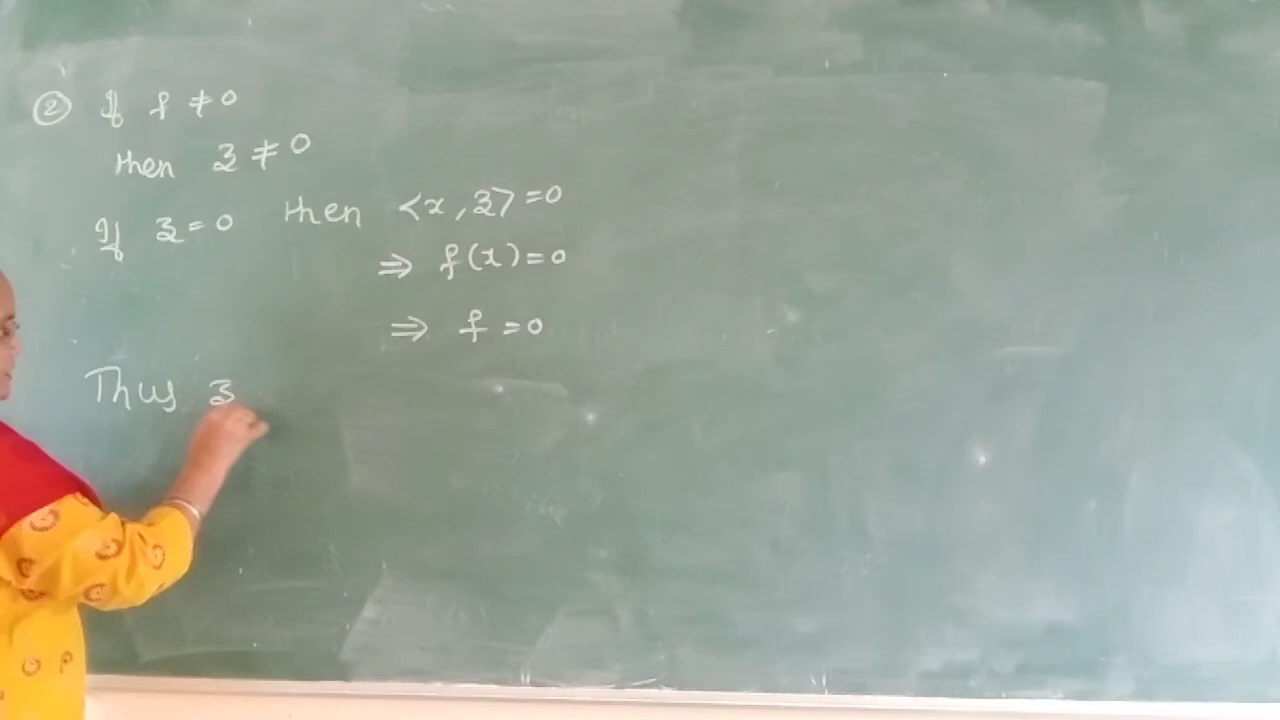 ② If f ≠ 0
then z ≠ 0
If z = 0 then <x, z> = 0
⇒ f(x) = 0
⇒ f = 0
Thus z